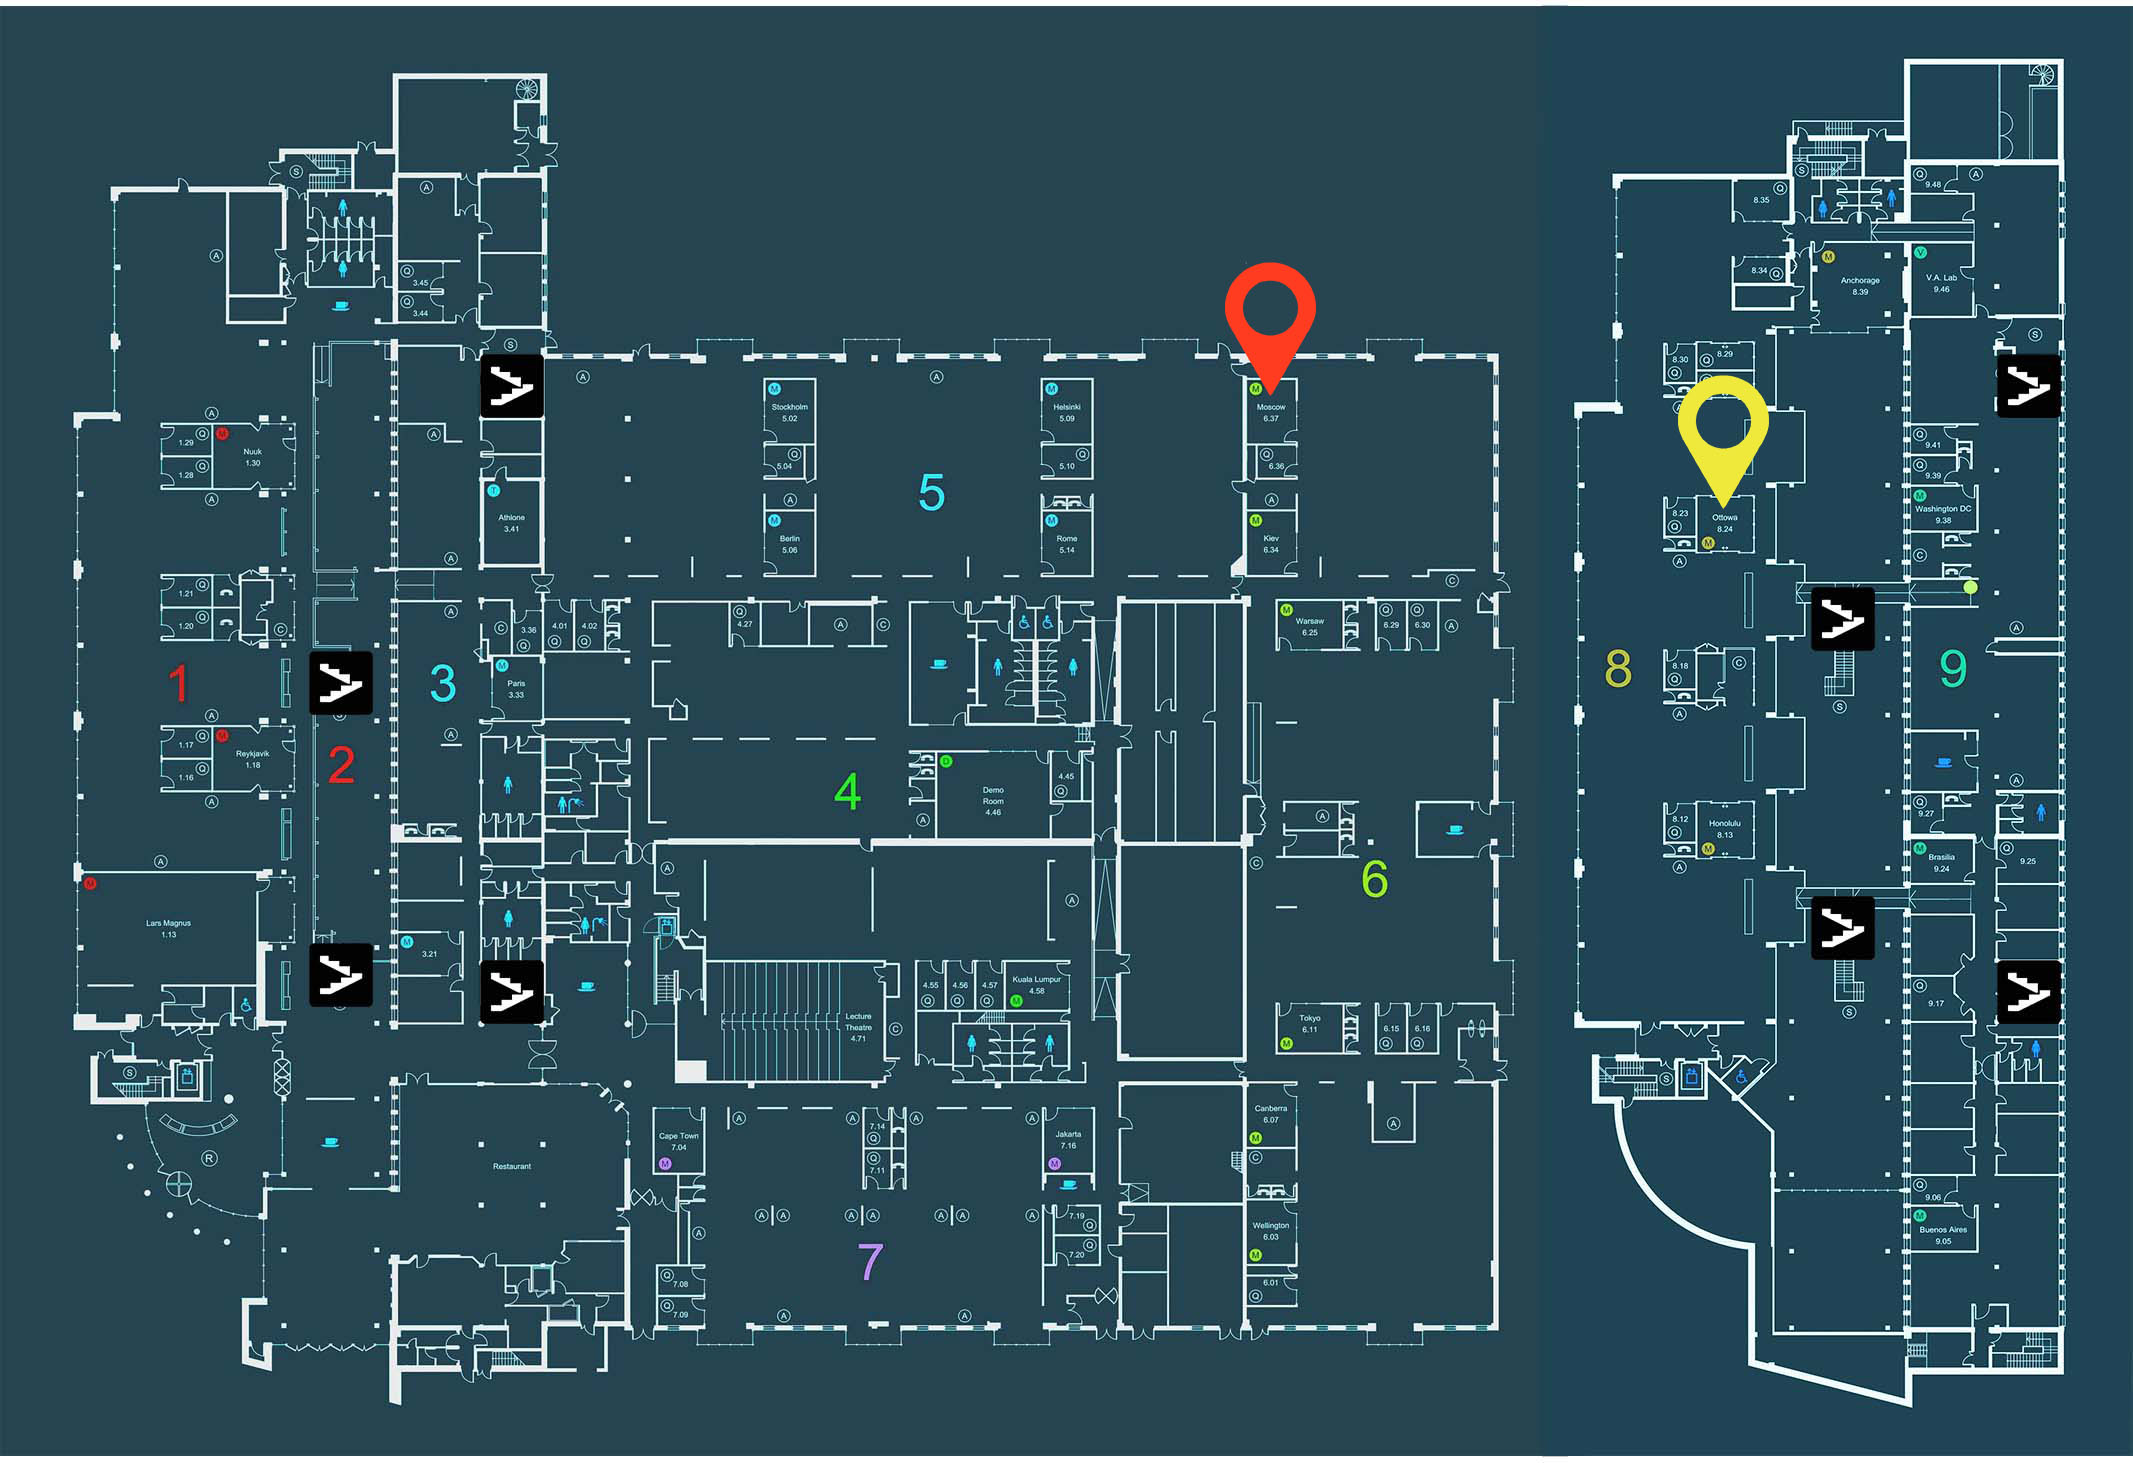 S
A
A
Q
3.45
Q
3.44
S
A
A
A
1.29
Q
M
Nuuk
1.30
1.28
Q
A
A
T
Athlone
3.41
A
M
Stockholm
5.02
Q
5.04
A
M
Berlin
5.06
5
M
Helsinki
5.09
Q
5.10
M
Rome
5.14
M
Moscow
6.37
Q
6.36
A
M
Kiev
6.34
C
1.21
Q
1.20
Q
C
A
C
3.36
Q
4.01
Q
4.02
Q
Q
4.27
A
C
M
Warsaw
6.25
6.29
Q
6.30
Q
A
1
3
M
Paris
3.33
A
A
2
1.17
Q
M
Reykjavik
1.18
1.16
Q
A
4
D
Demo
Room
4.46
4.45
Q
A
A
C
6
A
M
Lars Magnus
1.13
M
3.21
A
A
4.55
Q
4.56
Q
4.57
Q
Kuala Lumpur
4.58
M
Lecture
Theatre
4.71
C
Tokyo
6.11
M
6.15
Q
6.16
Q
S
R
Restaurant
Cape Town
7.04
M
A
A
7.14
Q
7.11
Q
A
A
Jakarta
7.16
M
Canberra
6.07
M
C
A
A
A
A
A
A
A
A
A
7.19
Q
7.20
Q
Wellington
6.03
M
7
Q
7.08
Q
7.09
A
A
6.01
Q
S
Q
8.35
8.34
Q
M
Anchorage
8.39
Q
9.48
A
V
V.A. Lab
9.46
S
8.30
Q
8.29
Q
A
Q
9.41
Q
9.39
8.23
Q
Ottowa
8.24
M
A
M
Washington DC
9.38
C
A
8
8.18
Q
C
A
9
S
A
Q
9.27
8.12
Q
Honolulu
8.13
M
A
M
Brasilia
9.24
Q
9.25
Q
9.17
S
S
Q
9.06
M
Buenos Aires
9.05